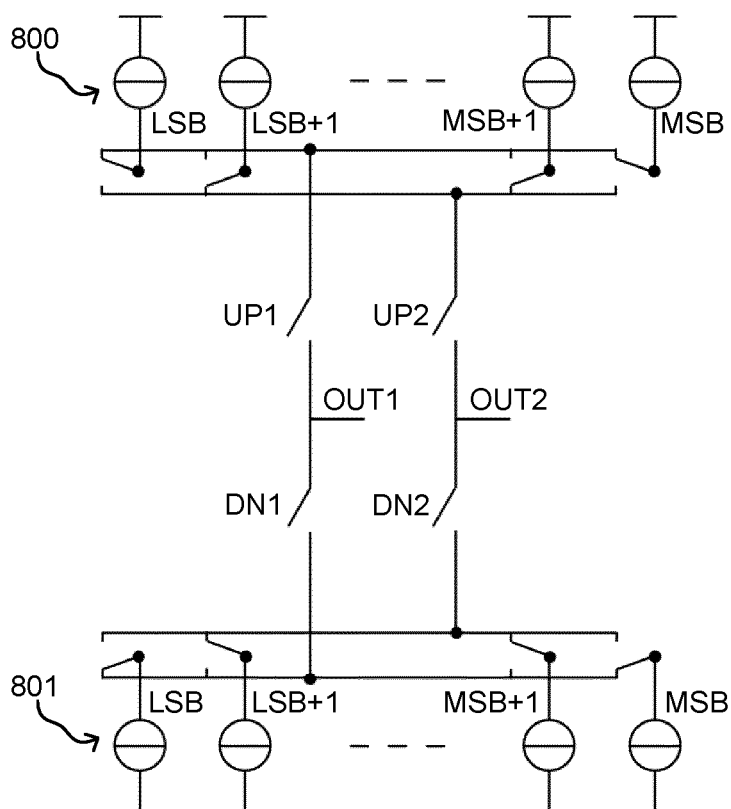 800
LSB
LSB+1
MSB+1
MSB
UP1
UP2
OUT1
OUT2
DN1
DN2
801
LSB
LSB+1
MSB+1
MSB